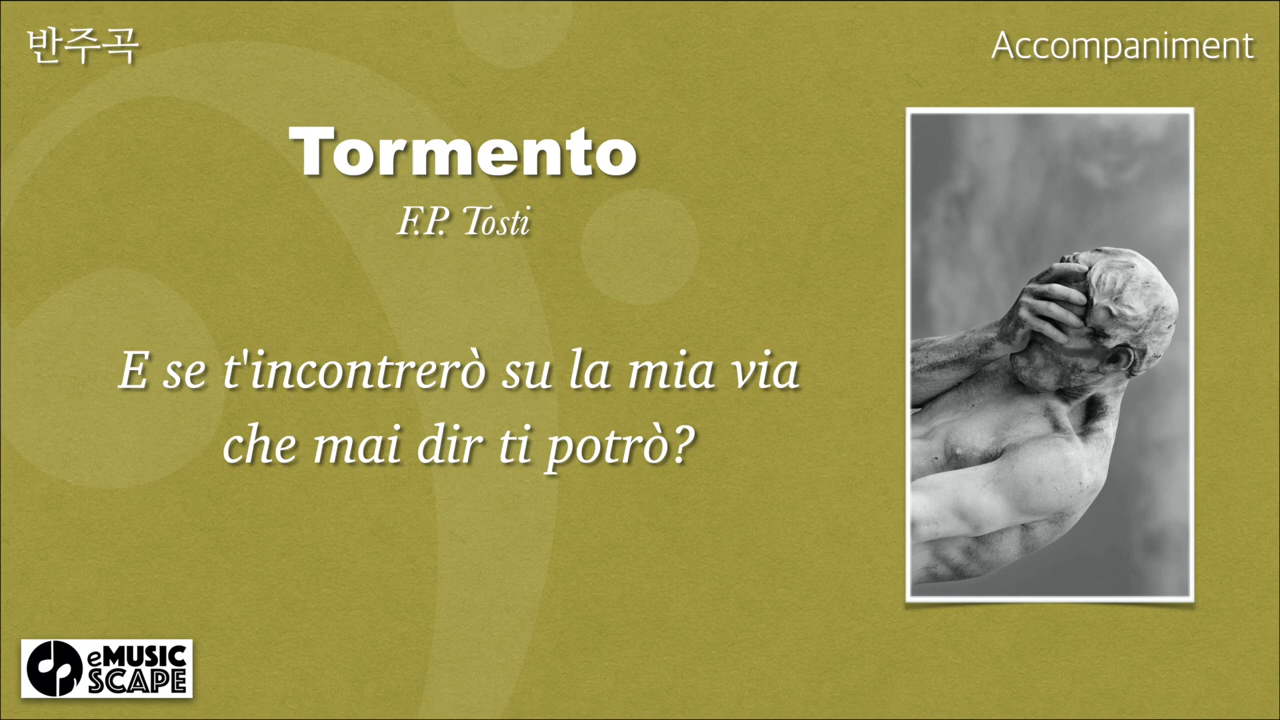 반주곡
Accompaniment
Tormento
F.P. Tosti
E se t'incontrerò su la mia via
che mai dir ti potrò?
eMUSIC
SCAPE